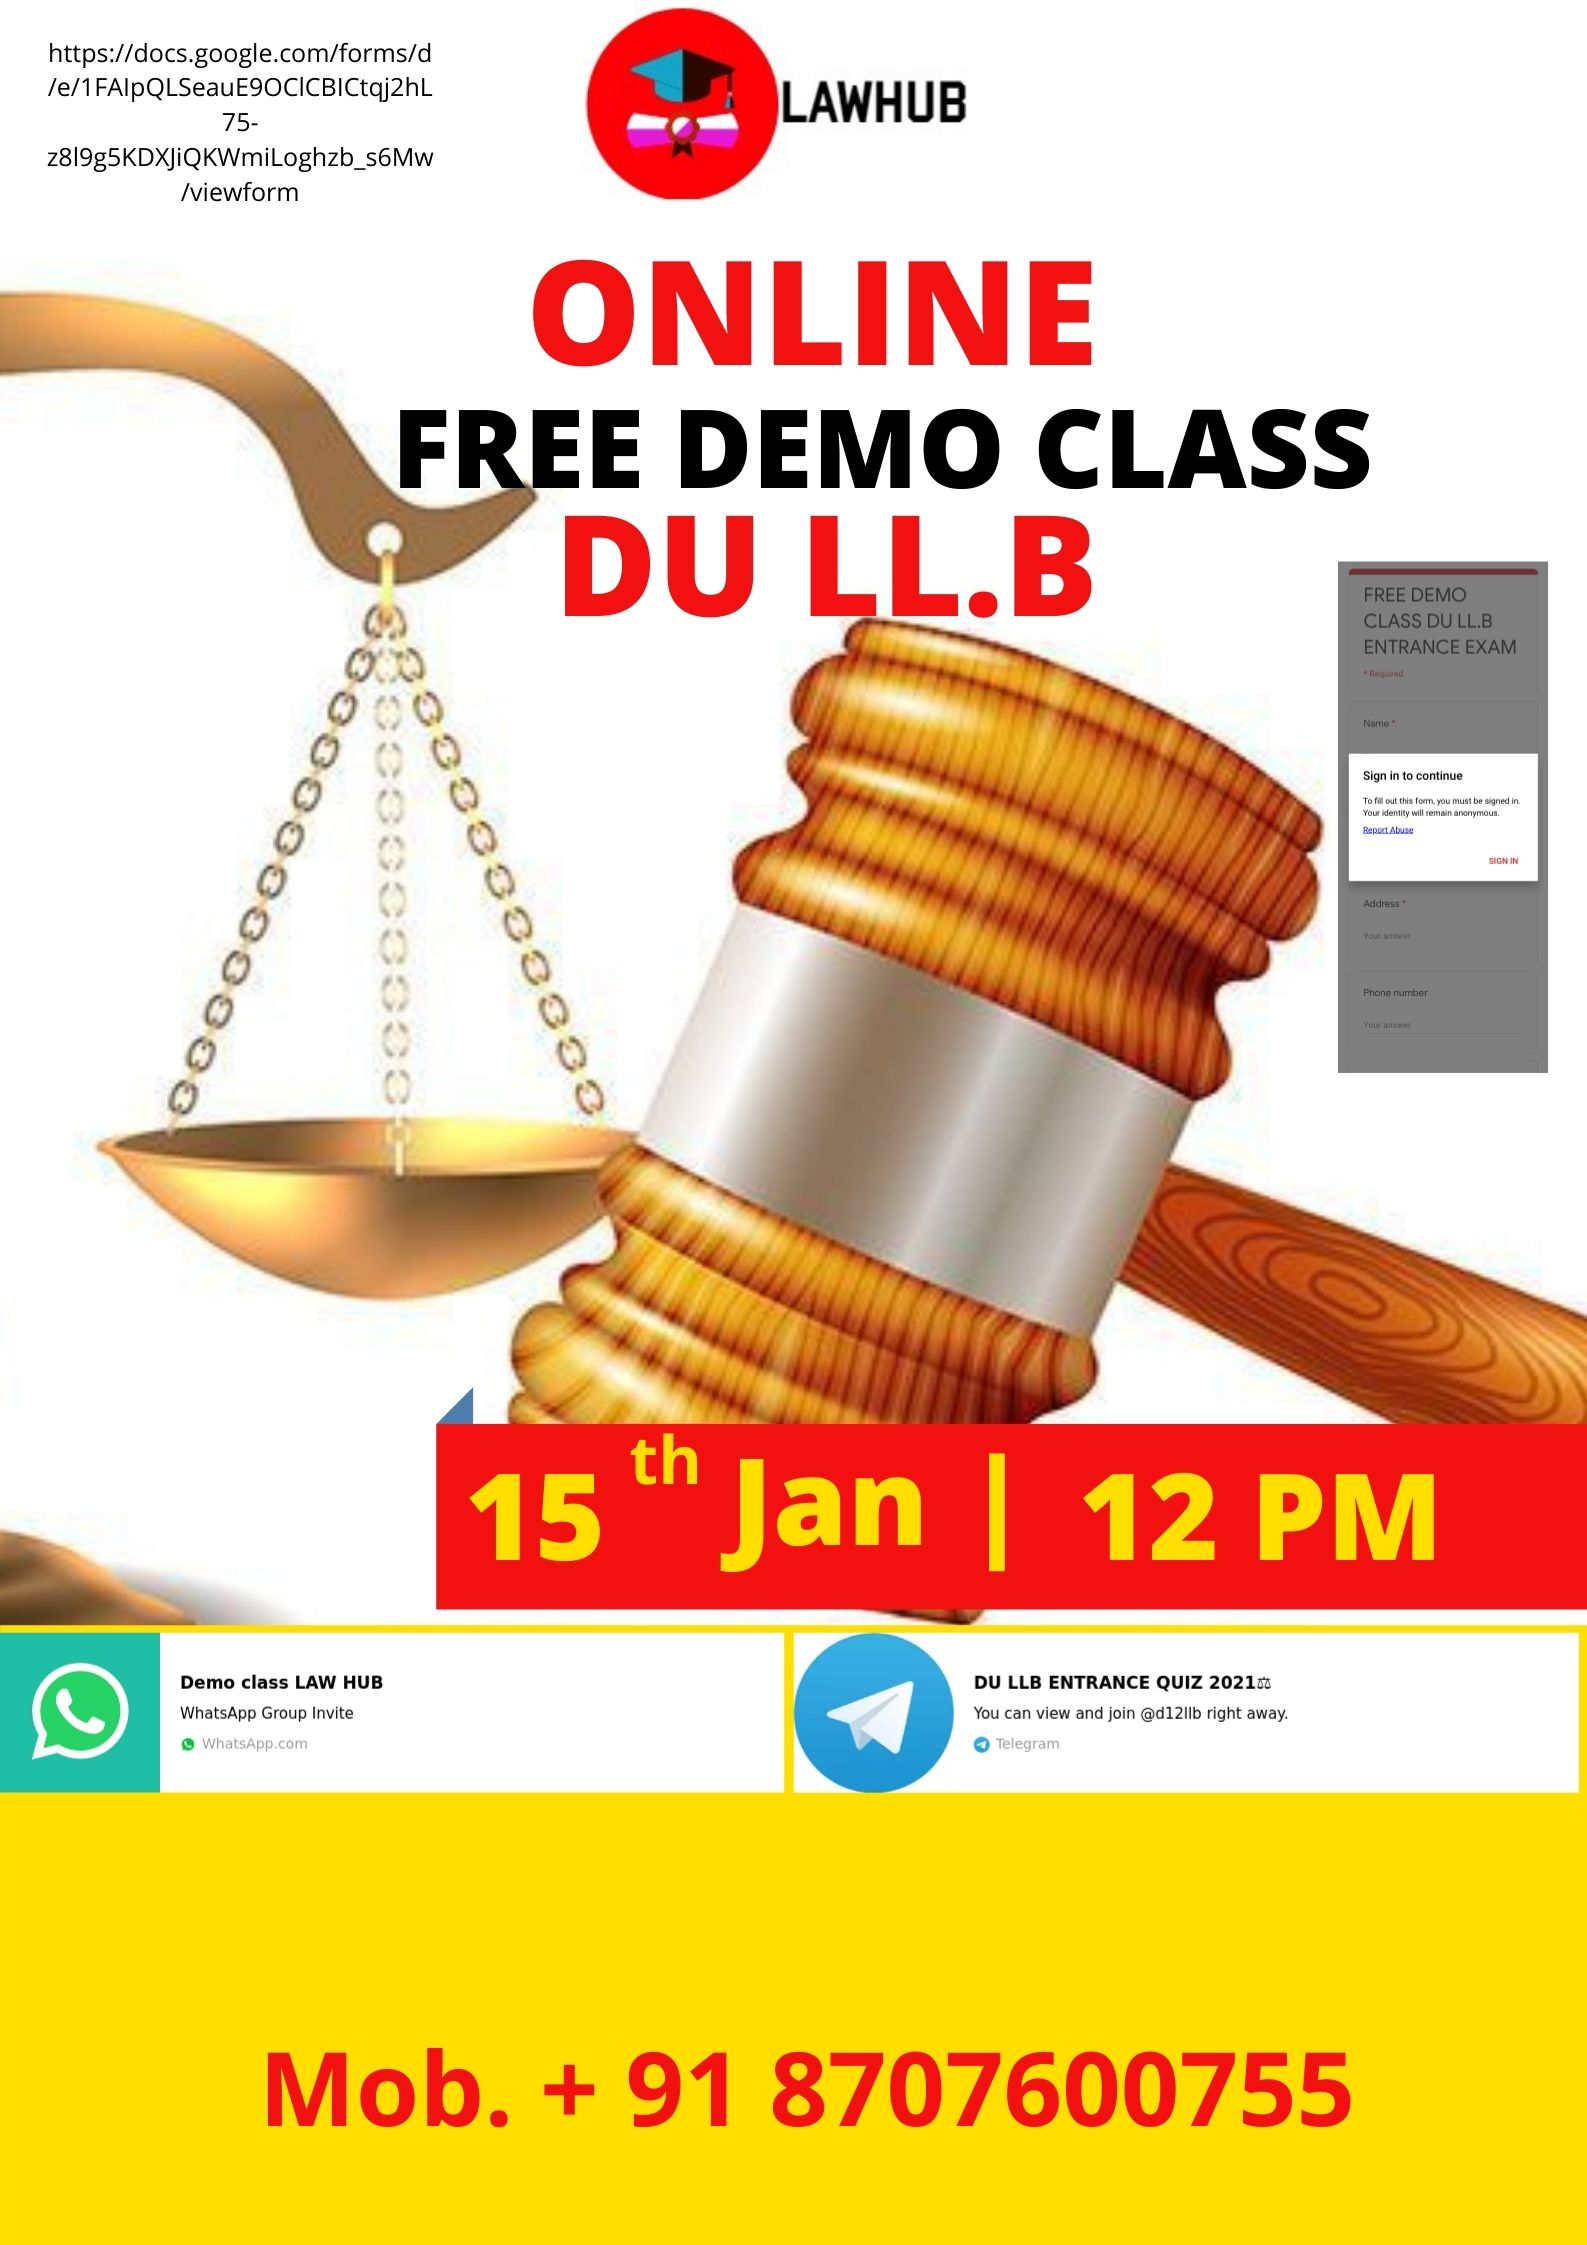 https://docs.google.com/forms/d
/e/1FAIpQLSeauE9OClCBICtqj2hL
75-
z8l9g5KDXJiQKWmiLoghzb_s6Mw
/viewform
LAWHUB
ONLINE
FREE DEMO CLASS
DU LL.B
FREE DEMO
CLASS DU LL.B
ENTRANCE EXAM
* Required
Name *
Sign in to continue
To fill out this form, you must be signed in.
Your identity will remain anonymous.
Report Abuse
SIGN IN
Address *
Your answer
Phone number
Your answer
15 th Jan | 12 PM
Demo class LAW HUB
WhatsApp Group Invite
WhatsApp.com
DU LLB ENTRANCE QUIZ 2021⚖
You can view and join @d12llb right away.
Telegram
Mob. + 91 8707600755